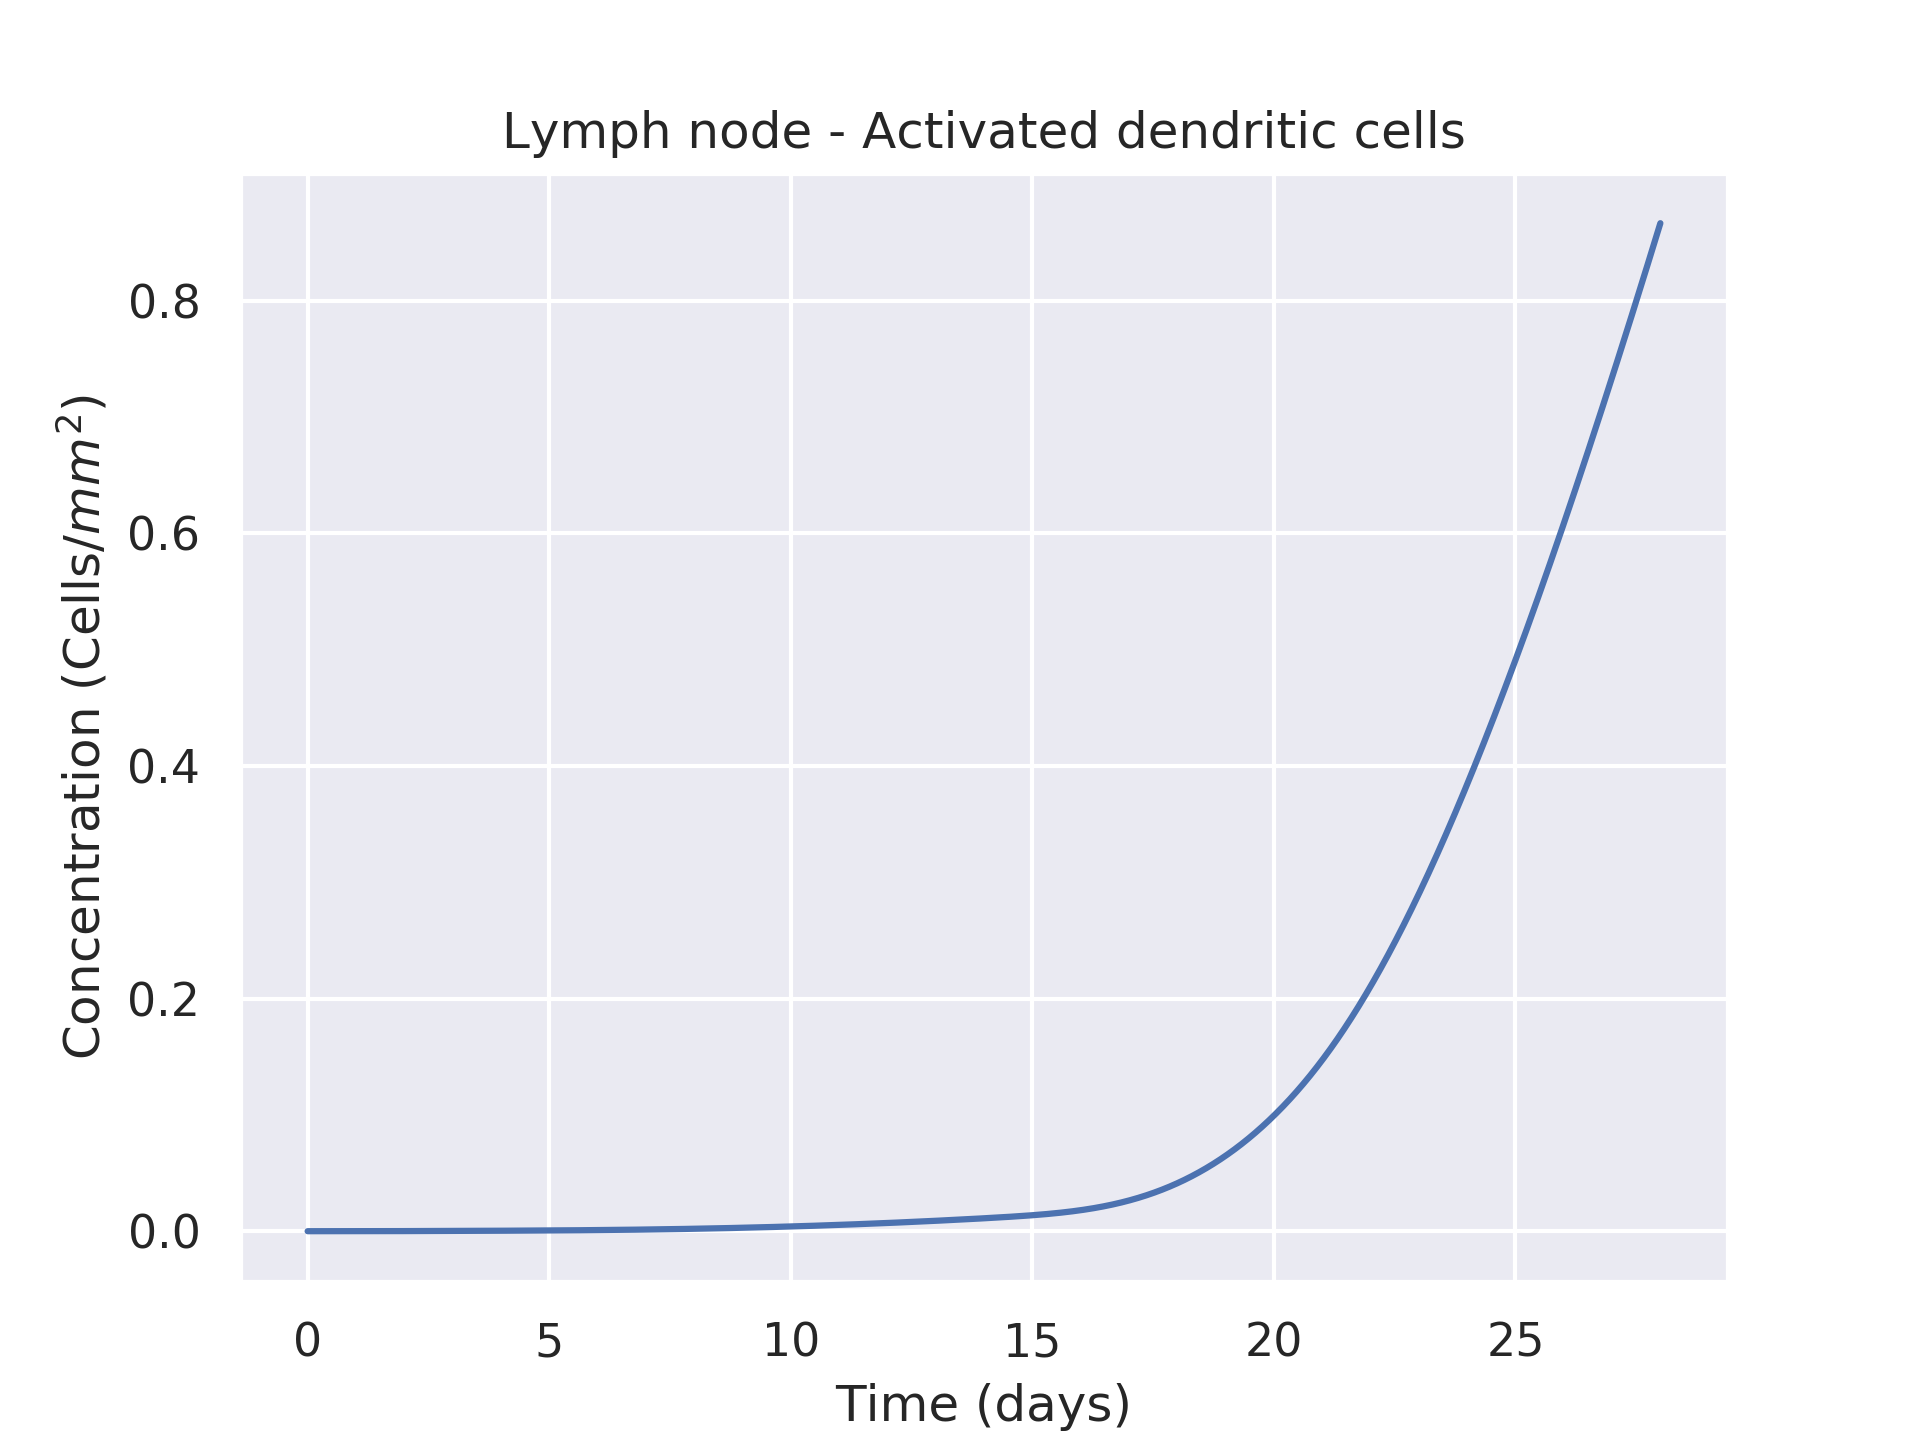 Lymph node - Activated dendritic cells
Concentration (Cells/mm²)
0.8
0.6
0.4
0.2
0.0
0 5 10 15 20 25
Time (days)